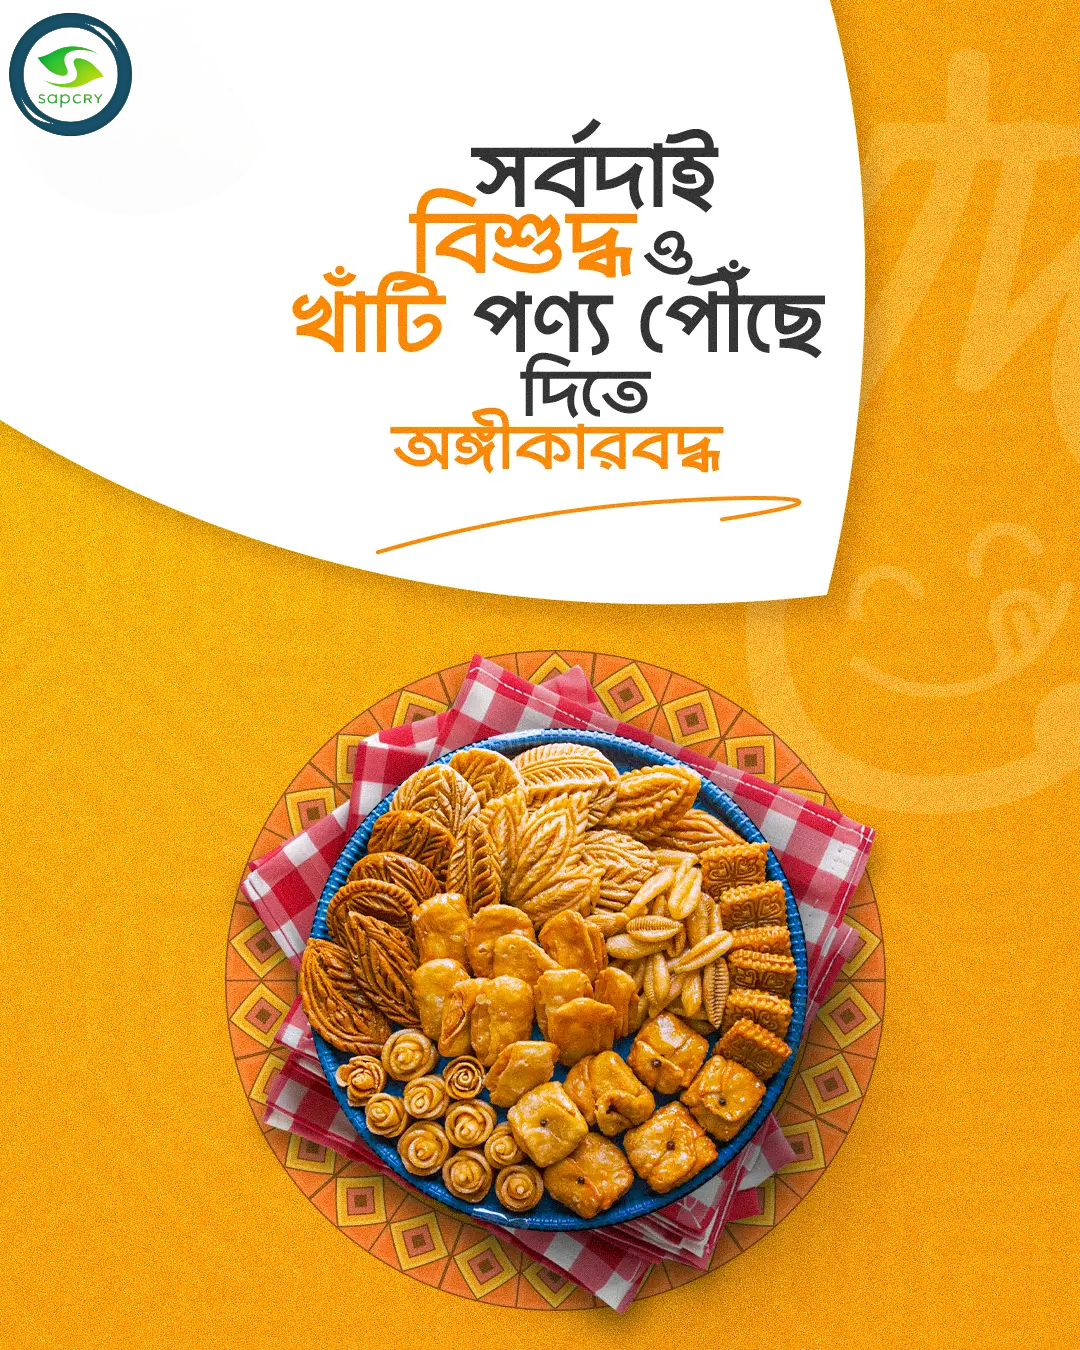 sapcry
সর্বদাই
বিশুদ্ধ ও
খাঁটি পণ্য পৌঁছে
দিতে
অঙ্গীকারবদ্ধ